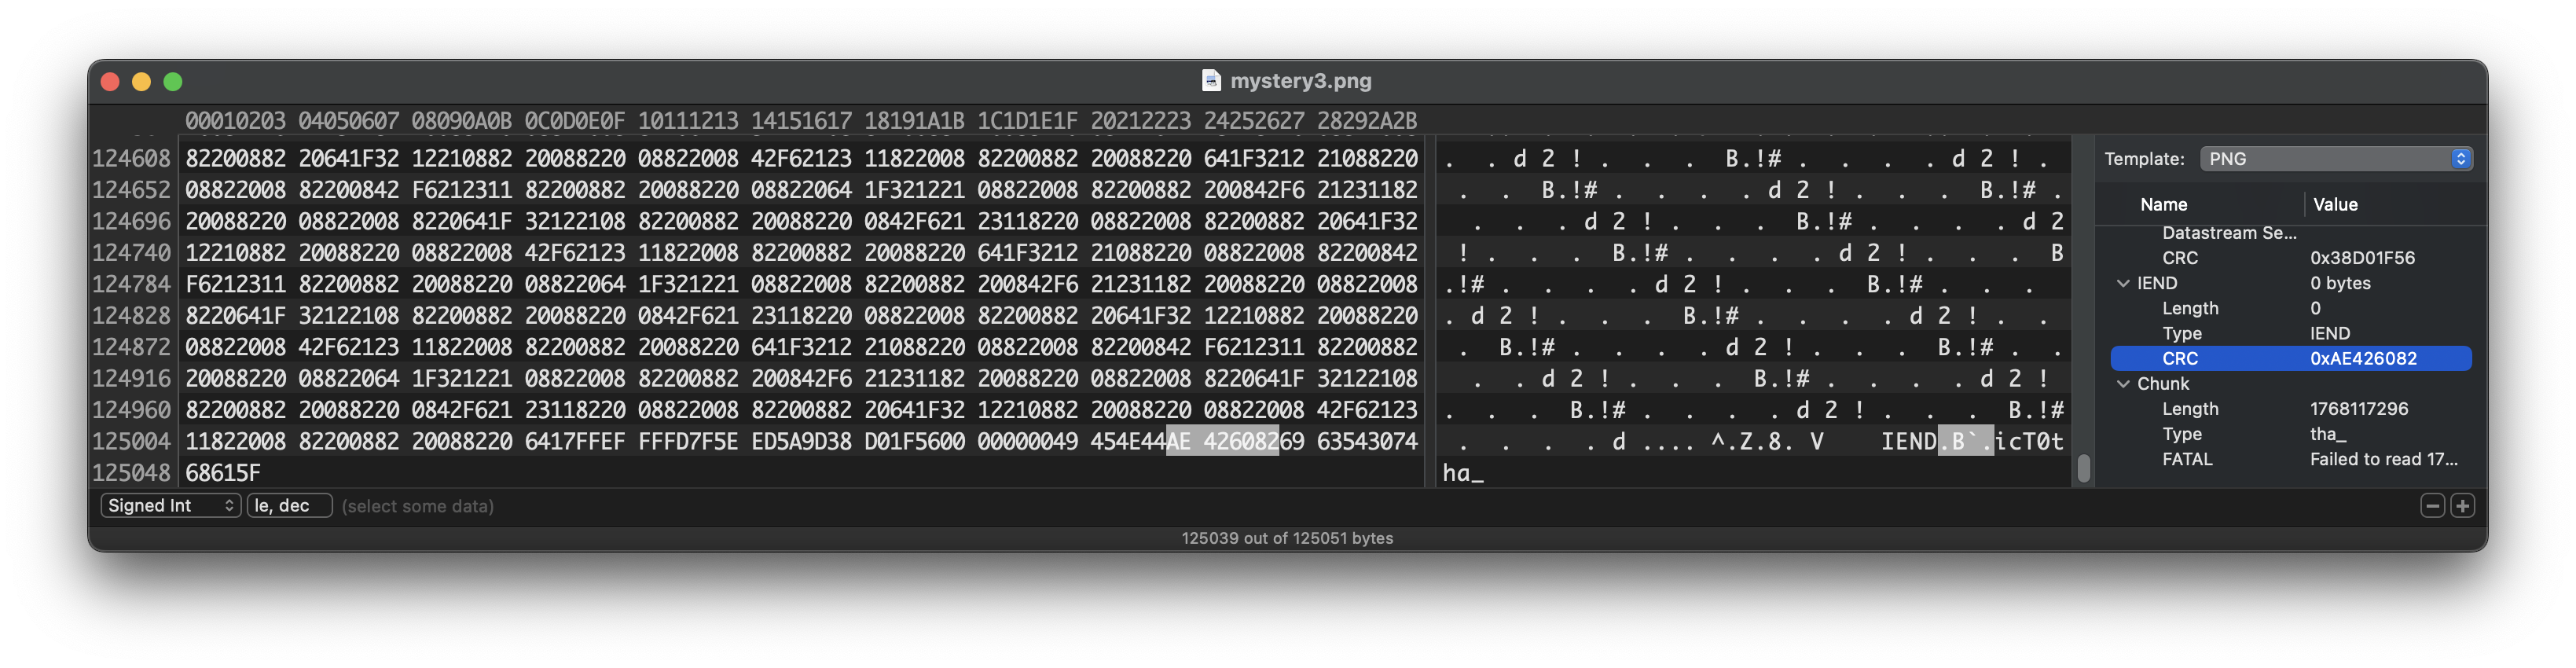 mystery3.png
00010203 04050607 08090A0B 0C0D0E0F 10111213 14151617 18191A1B 1C1D1E1F 20212223 24252627 28292A2B
124608 82200882 20641F32 12210882 20088220 08822008 42F62123 11822008 82200882 20088220 641F3212 21088220 . . d 2 ! . . . B.!# . . . . d 2 ! .
124652 08822008 82200842 F6212311 82200882 20088220 08822064 1F321221 08822008 82200882 200842F6 21231182 . . B.!# . . . . d 2 ! . . . B.!# .
124696 20088220 08822008 8220641F 32122108 82200882 20088220 0842F621 23118220 08822008 82200882 20641F32 . . . d 2 ! . . . B.!# . . . . d 2
124740 12210882 20088220 08822008 42F62123 11822008 82200882 20088220 641F3212 21088220 08822008 82200842 ! . . . B.!# . . . . d 2 ! . . . B
124784 F6212311 82200882 20088220 08822064 1F321221 08822008 82200882 200842F6 21231182 20088220 08822008 .!# . . . . d 2 ! . . . B.!# . . .
124828 8220641F 32122108 82200882 20088220 0842F621 23118220 08822008 82200882 20641F32 12210882 20088220 . d 2 ! . . . B.!# . . . . d 2 ! . .
124872 08822008 42F62123 11822008 82200882 20088220 641F3212 21088220 08822008 82200842 F6212311 82200882 . B.!# . . . . d 2 ! . . . B.!# . .
124916 20088220 08822064 1F321221 08822008 82200882 200842F6 21231182 20088220 08822008 8220641F 32122108 . . d 2 ! . . . B.!# . . . . d 2 !
124960 82200882 20088220 0842F621 23118220 08822008 82200882 20641F32 12210882 20088220 08822008 42F62123 . . . B.!# . . . . d 2 ! . . . B.!#
125004 11822008 82200882 20088220 6417FFEF FFFD7F5E ED5A9D38 D01F5600 00000049 454E44AE 42608269 63543074 . . . . d .... ^.Z.8. V IEND.B`.icT0t
125048 68615F ha_
Template: PNG
Name Value
Datastream Se...
CRC 0x38D01F56
IEND 0 bytes
Length 0
Type IEND
CRC 0xAE426082
Chunk
Length 1768117296
Type tha_
FATAL Failed to read 17...
Signed Int le, dec (select some data)
125039 out of 125051 bytes